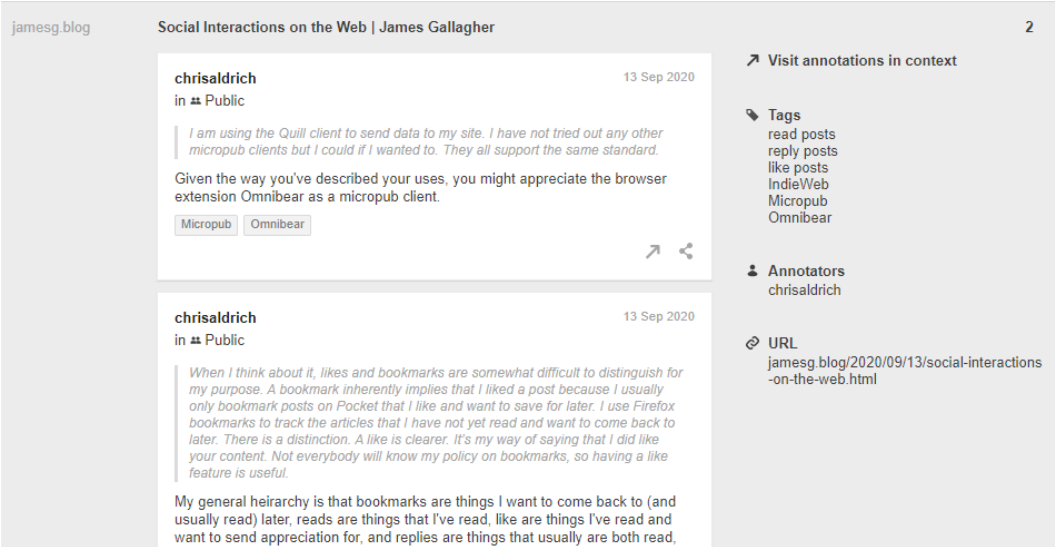 jamesg.blog
Social Interactions on the Web | James Gallagher
2
chrisaldrich
13 Sep 2020
in Public
I am using the Quill client to send data to my site. I have not tried out any other
micropub clients but I could if I wanted to. They all support the same standard.
Given the way you've described your uses, you might appreciate the browser
extension Omnibear as a micropub client.
Micropub Omnibear
chrisaldrich
13 Sep 2020
in Public
When I think about it, likes and bookmarks are somewhat difficult to distinguish for
my purpose. A bookmark inherently implies that I liked a post because I usually
only bookmark posts on Pocket that I like and want to save for later. I use Firefox
bookmarks to track the articles that I have not yet read and want to come back to
later. There is a distinction. A like is clearer. It's my way of saying that I did like
your content. Not everybody will know my policy on bookmarks, so having a like
feature is useful.
My general heirarchy is that bookmarks are things I want to come back to (and
usually read) later, reads are things that I've read, like are things I've read and
want to send appreciation for, and replies are things that usually are both read,
Visit annotations in context
Tags
read posts
reply posts
like posts
IndieWeb
Micropub
Omnibear
Annotators
chrisaldrich
URL
jamesg.blog/2020/09/13/social-interactions
-on-the-web.html